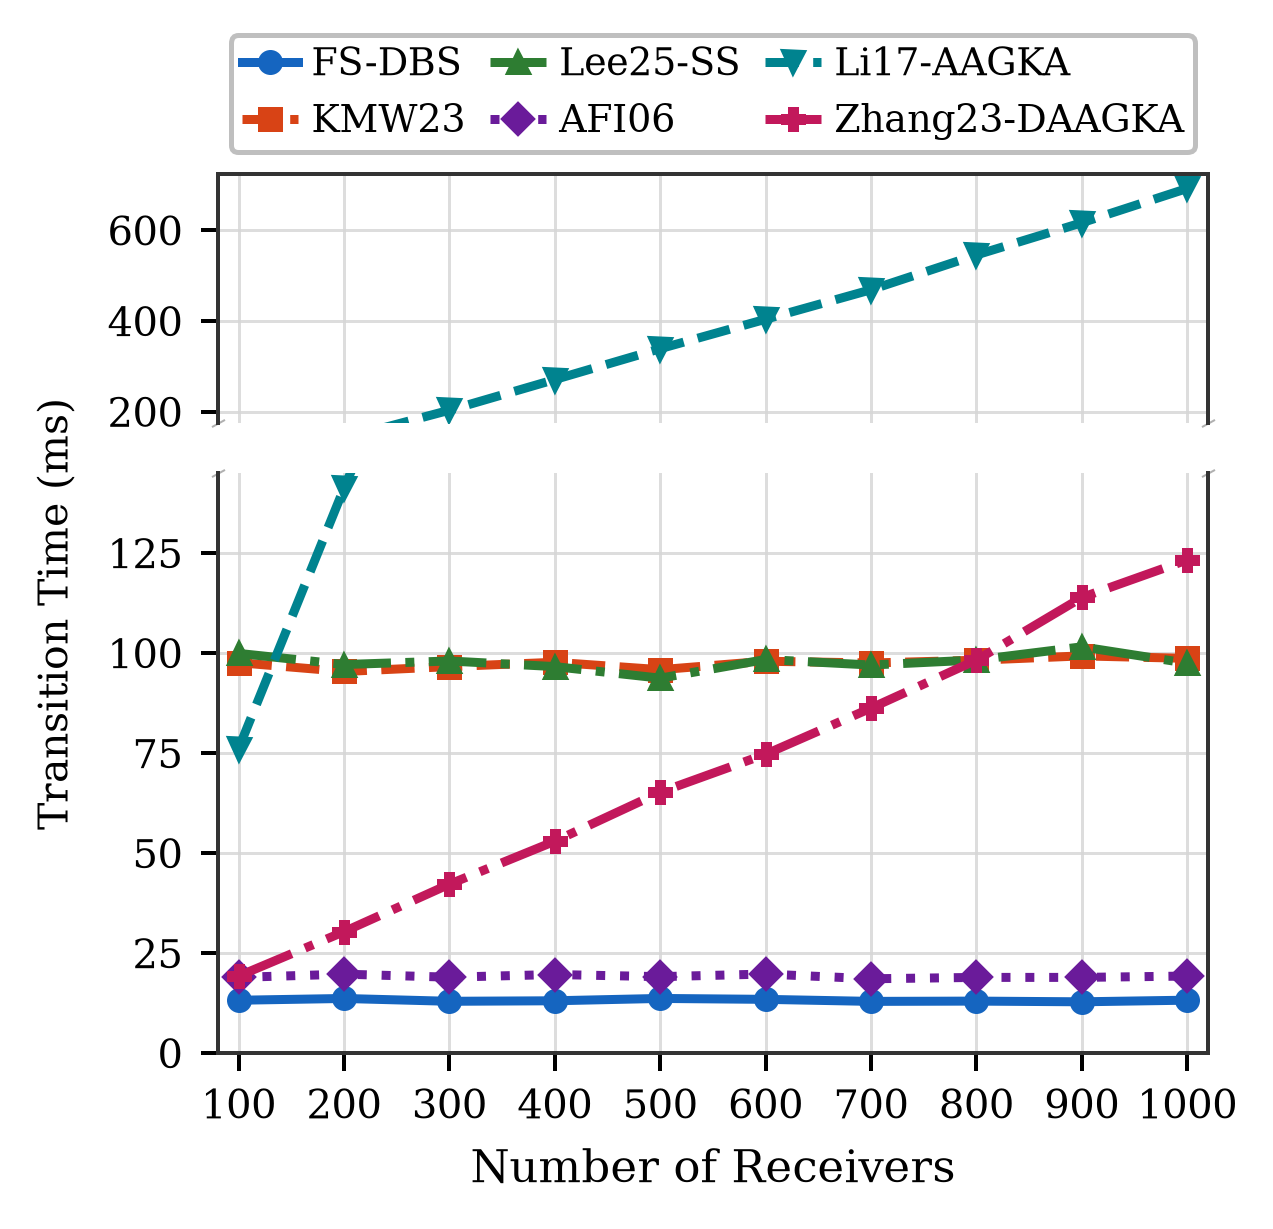 FS-DBS Lee25-SS Li17-AAGKA
KMW23 AFI06 Zhang23-DAAGKA
600
400
200
125
100
75
50
25
0
Transition Time (ms)
100 200 300 400 500 600 700 800 900 1000
Number of Receivers